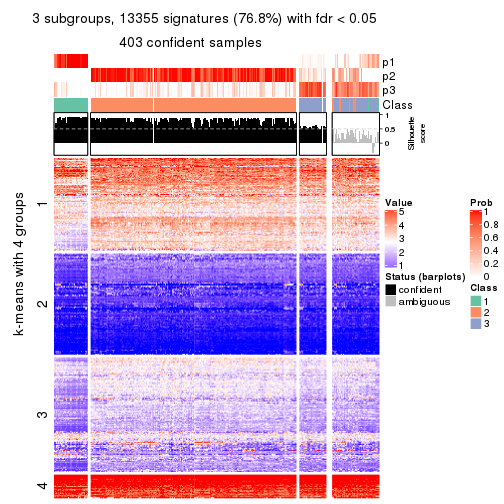 3 subgroups, 13355 signatures (76.8%) with fdr < 0.05
403 confident samples
p1
p2
p3
Class
1
0.5
0
Silhouette
score
k-means with 4 groups
1
2
3
4
Value
5
4
3
2
1
Status (barplots)
confident
ambiguous
Prob
1
0.8
0.6
0.4
0.2
0
Class
1
2
3